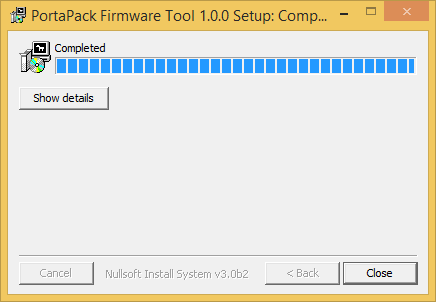 PortaPack Firmware Tool 1.0.0 Setup: Comp...
Completed
Show details
Cancel
Nullsoft Install System v3.0b2
< Back
Close